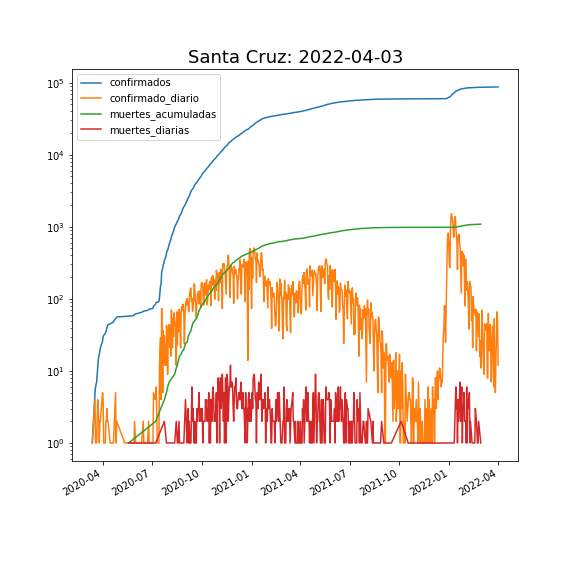 Santa Cruz: 2022-04-03
confirmados
confirmado_diario
muertes_acumuladas
muertes_diarias
10^5
10^4
10^3
10^2
10^1
10^0
2020-04 2020-07 2020-10 2021-01 2021-04 2021-07 2021-10 2022-01 2022-04